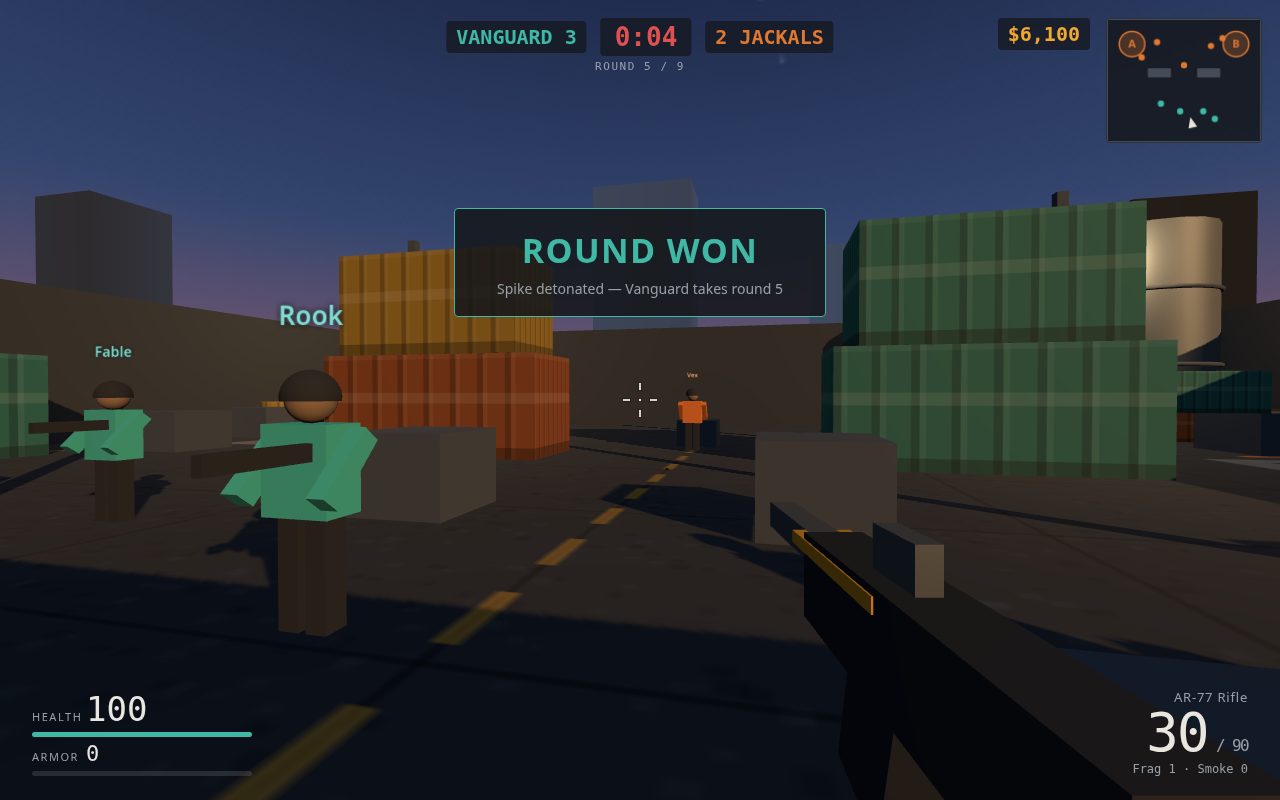 VANGUARD 3 0:04 2 JACKALS
ROUND 5 / 9
$6,100
A B
ROUND WON
Spike detonated — Vanguard takes round 5
Rook
Fable
Vex
HEALTH 100
ARMOR 0
AR-77 Rifle
30 / 90
Frag 1 · Smoke 0